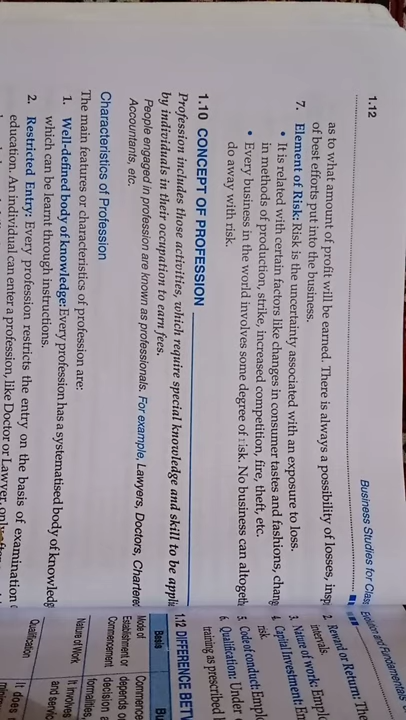 1.12
Business Studies for Class
as to what amount of profit will be earned. There is always a possibility of losses,
of best efforts put into the business.
7. Element of Risk: Risk is the uncertainty associated with an exposure to loss.
• It is related with certain factors like changes in consumer tastes and fashions,
in methods of production, strike, increased competition, fire, theft, etc.
• Every business in the world involves some degree of risk. No business can
do away with risk.
1.10 CONCEPT OF PROFESSION
Profession includes those activities, which require special knowledge and skill to be
by individuals in their occupation to earn fees.
People engaged in profession are known as professionals. For example, Lawyers, Doctors,
Accountants, etc.
Characteristics of Profession
The main features or characteristics of profession are:
1. Well-defined body of knowledge:Every profession has a systematised body of
which can be learnt through instructions.
2. Restricted Entry: Every profession restricts the entry on the basis of examination
education. An individual can enter a profession, like Doctor or Lawyer,
and Fundamentals
2. Reward or Return: The
intervals.
3. Nature of work: Empl
4. Capital Investment: En
risk.
5. Code of conduct: Empl
6. Qualification: Under
training as prescribed
1.12 DIFFERENCE BETW
Basis
Bu
Mode of
Establishment or
Commencement
Commence
depends o
decision a
formalities,
Nature of Work
It involves
and servic
Qualification
It does